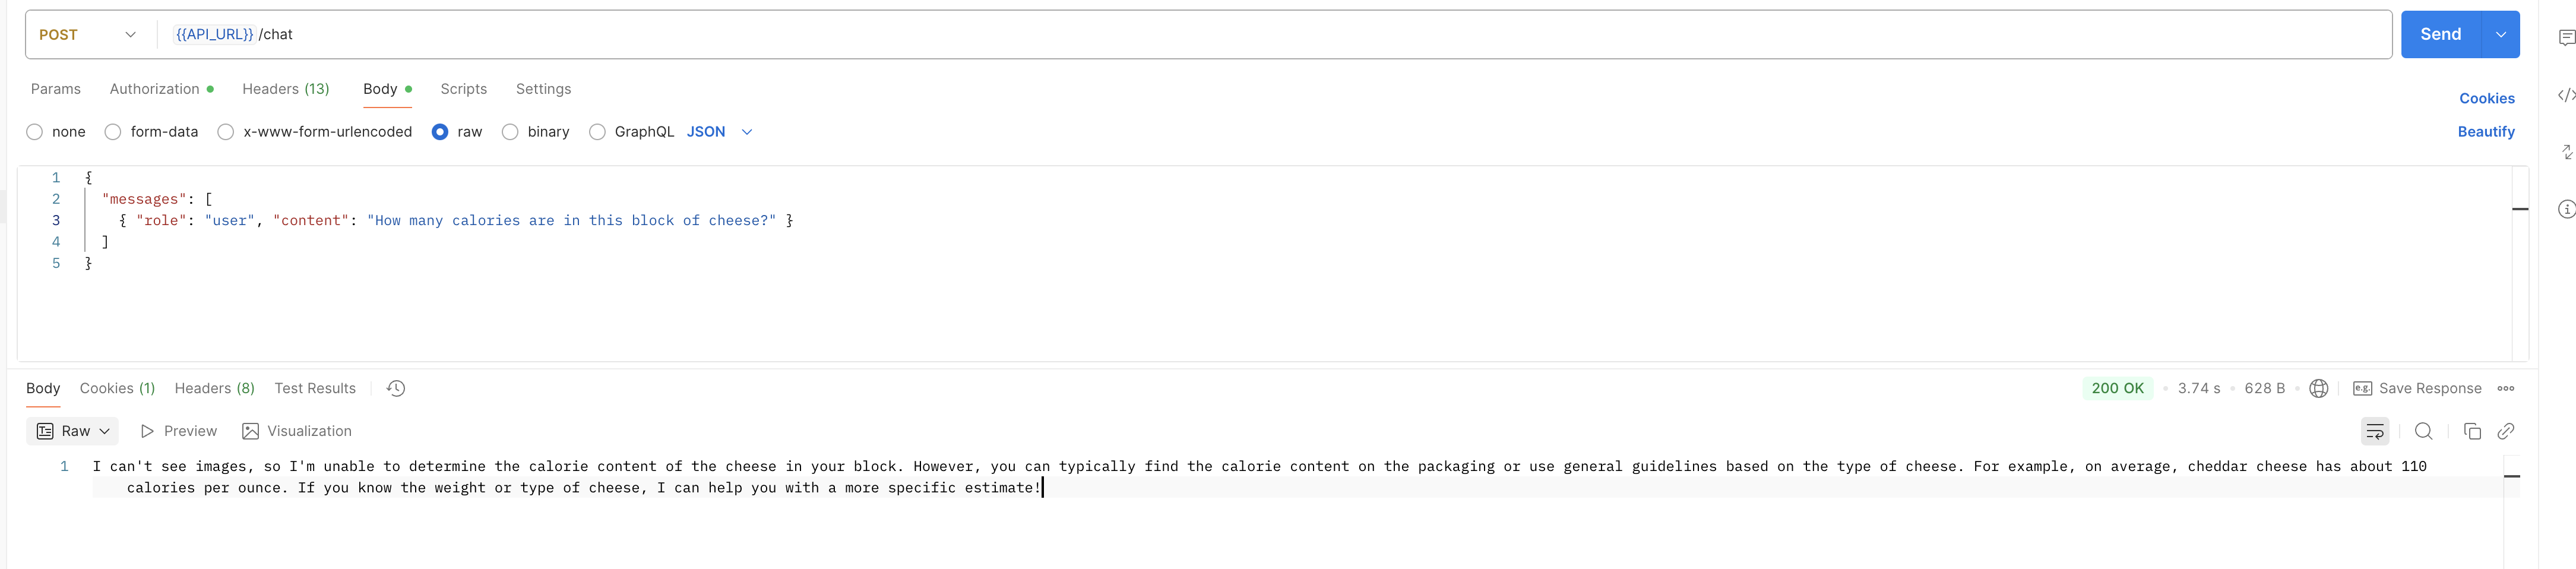 POST {{API_URL}} /chat Send
Params Authorization Headers (13) Body Scripts Settings Cookies
none form-data x-www-form-urlencoded raw binary GraphQL JSON Beautify
1 {
2 "messages": [
3 { "role": "user", "content": "How many calories are in this block of cheese?" }
4 ]
5 }
Body Cookies (1) Headers (8) Test Results 200 OK 3.74 s 628 B e.g. Save Response
Raw Preview Visualization
1 I can't see images, so I'm unable to determine the calorie content of the cheese in your block. However, you can typically find the calorie content on the packaging or use general guidelines based on the type of cheese. For example, on average, cheddar cheese has about 110
calories per ounce. If you know the weight or type of cheese, I can help you with a more specific estimate!